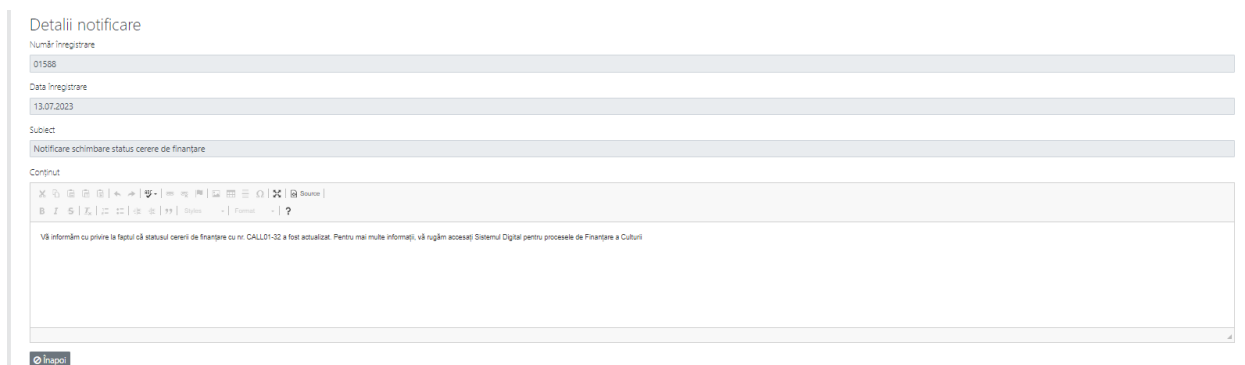 Detalii notificare
Număr înregistrare
01588
Data înregistrare
13.07.2023
Subiect
Notificare schimbare status cerere de finanțare
Conținut
Source
B I S Styles Format ?
Vă informăm cu privire la faptul că statusul cererii de finanțare cu nr. CALL01-32 a fost actualizat. Pentru mai multe informații, vă rugăm accesați Sistemul Digital pentru procesele de Finanțare a Culturii
Înapoi